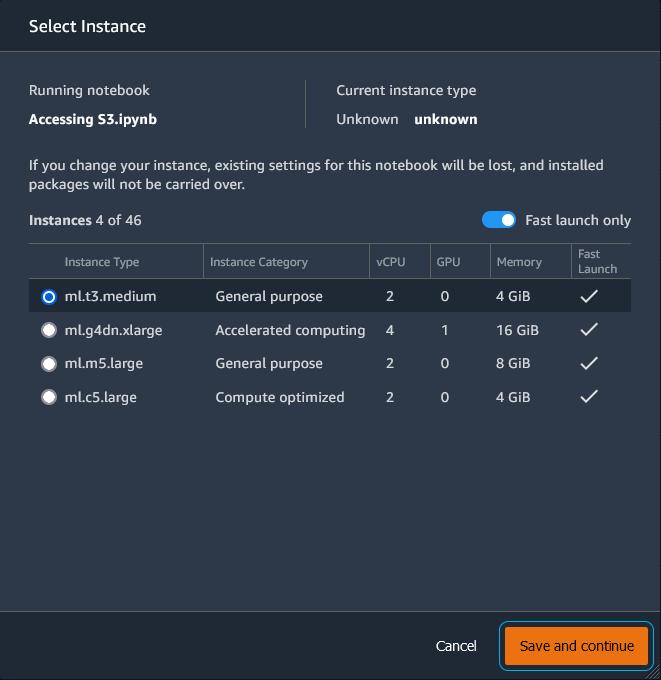 Select Instance
Running notebook
Current instance type
Accessing S3.ipynb
Unknown unknown
If you change your instance, existing settings for this notebook will be lost, and installed
packages will not be carried over.
Instances 4 of 46
Fast launch only
Instance Type Instance Category vCPU GPU Memory Fast
Launch
ml.t3.medium General purpose 2 0 4 GiB
ml.g4dn.xlarge Accelerated computing 4 1 16 GiB
ml.m5.large General purpose 2 0 8 GiB
ml.c5.large Compute optimized 2 0 4 GiB
Cancel Save and continue